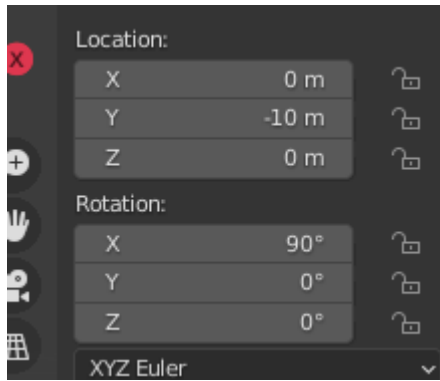 Location:
X 0 m
Y -10 m
Z 0 m
Rotation:
X 90°
Y 0°
Z 0°
XYZ Euler
X